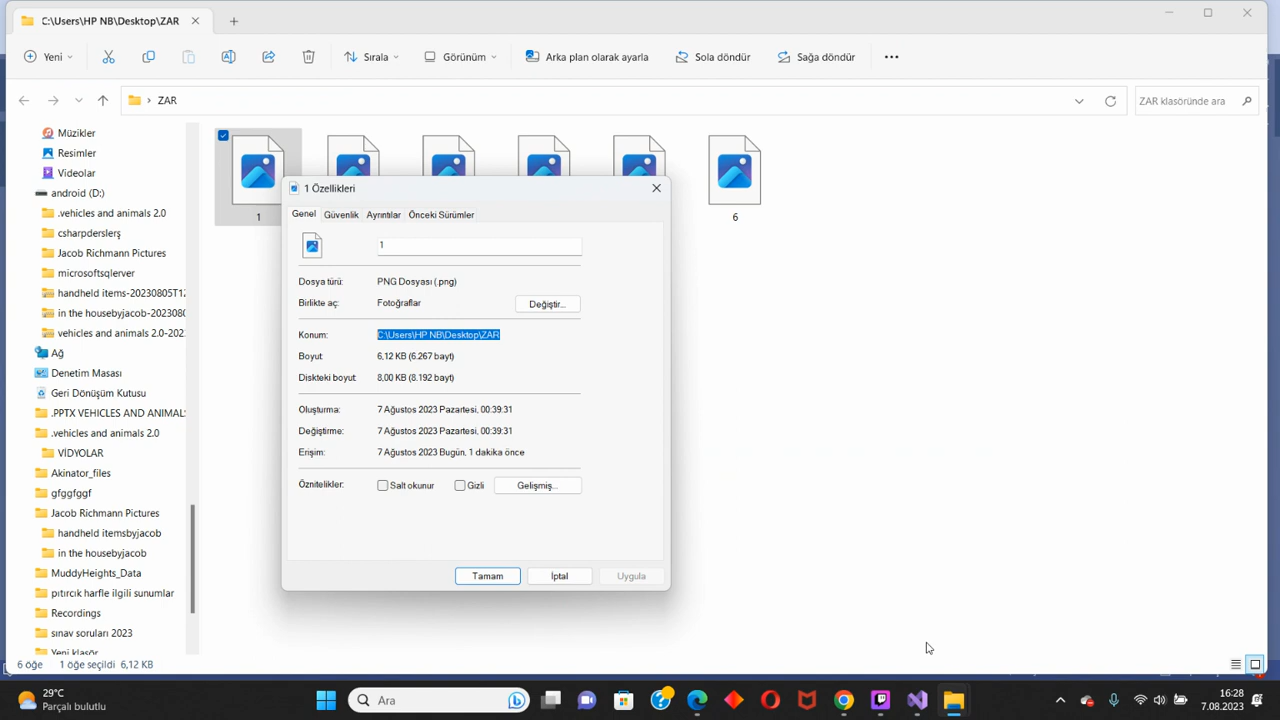 C:\Users\HP NB\Desktop\ZAR
Yeni
Sırala
Görünüm
Arka plan olarak ayarla
Sola döndür
Sağa döndür
ZAR
ZAR klasöründe ara
Müzikler
Resimler
Videolar
android (D:)
.vehicles and animals 2.0
csharpderslerş
Jacob Richmann Pictures
microsoftsqlerver
handheld items-20230805T12
in the housebyjacob-2023080
vehicles and animals 2.0-202
Ağ
Denetim Masası
Geri Dönüşüm Kutusu
.PPTX VEHICLES AND ANIMALS
.vehicles and animals 2.0
VİDYOLAR
Akinator_files
gfggfggf
Jacob Richmann Pictures
handheld itemsbyjacob
in the housebyjacob
MuddyHeights_Data
pıtırcık harfle ilgili sunumlar
Recordings
sınav soruları 2023
Yeni klasör
1
6
1 Özellikleri
Genel
Güvenlik
Ayrıntılar
Önceki Sürümler
1
Dosya türü: PNG Dosyası (.png)
Birlikte aç: Fotoğraflar
Değiştir...
Konum: C:\Users\HP NB\Desktop\ZAR
Boyut: 6,12 KB (6.267 bayt)
Diskteki boyut: 8,00 KB (8.192 bayt)
Oluşturma: 7 Ağustos 2023 Pazartesi, 00:39:31
Değiştirme: 7 Ağustos 2023 Pazartesi, 00:39:31
Erişim: 7 Ağustos 2023 Bugün, 1 dakika önce
Öznitelikler: Salt okunur Gizli Gelişmiş...
Tamam
İptal
Uygula
6 öğe 1 öğe seçildi 6,12 KB
29°C
Parçalı bulutlu
Ara
16:28
7.08.2023